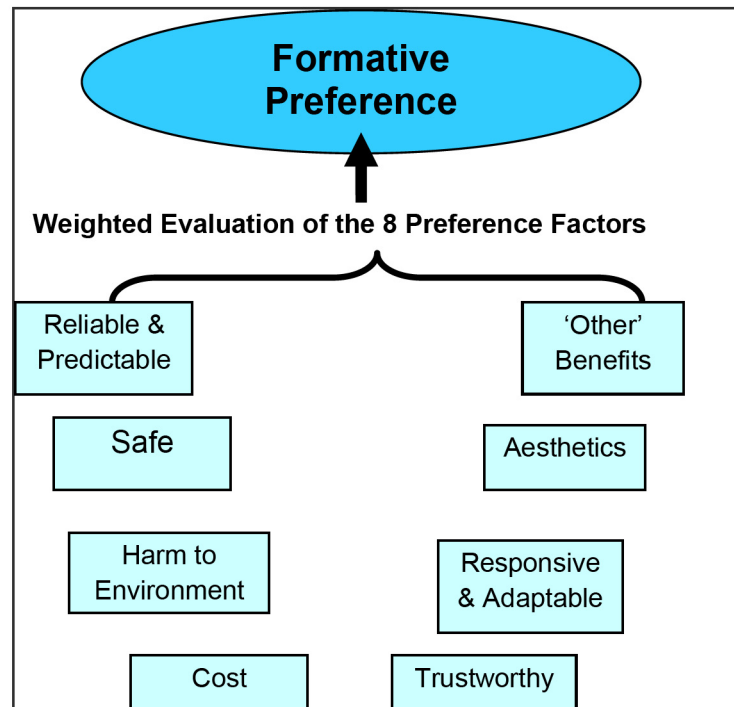 Formative
Preference
Weighted Evaluation of the 8 Preference Factors
Reliable &
Predictable
‘Other’
Benefits
Safe
Aesthetics
Harm to
Environment
Responsive
& Adaptable
Cost
Trustworthy